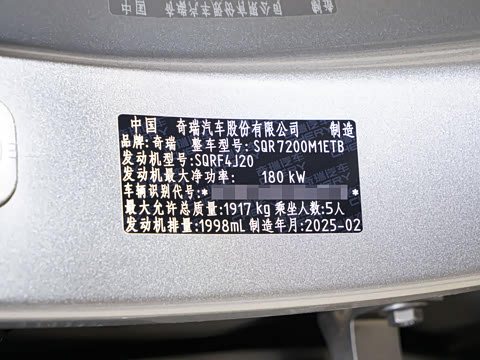 中国 奇瑞汽车股份有限公司 制造
品牌:奇瑞 整车型号:SQR7200M1ETB
发动机型号:SQRF4J20
发动机最大净功率: 180 kW
车辆识别代号:* *
最大允许总质量:1917 kg 乘坐人数:5人
发动机排量:1998mL 制造年月:2025-02